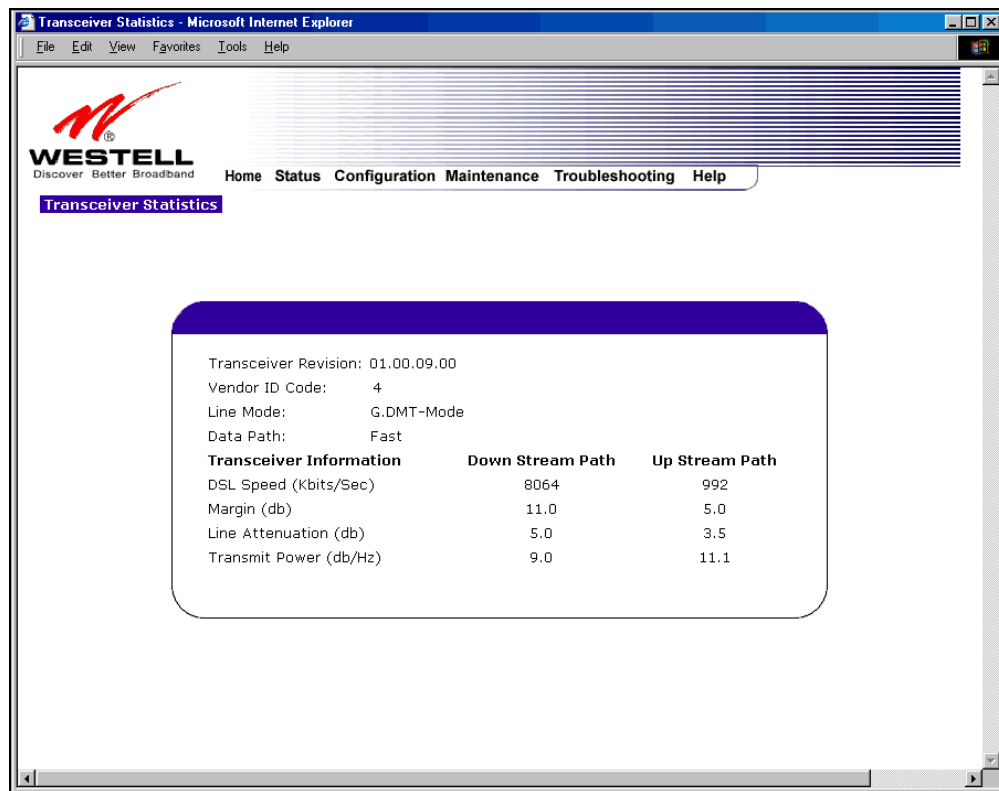 Transceiver Statistics - Microsoft Internet Explorer
File Edit View Favorites Tools Help
®
WESTELL
Discover Better Broadband
Home Status Configuration Maintenance Troubleshooting Help
Transceiver Statistics
Transceiver Revision: 01.00.09.00
Vendor ID Code: 4
Line Mode: G.DMT-Mode
Data Path: Fast
Transceiver Information Down Stream Path Up Stream Path
DSL Speed (Kbits/Sec) 8064 992
Margin (db) 11.0 5.0
Line Attenuation (db) 5.0 3.5
Transmit Power (db/Hz) 9.0 11.1